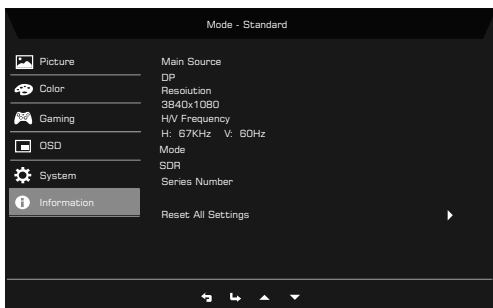 Mode - Standard
Picture
Color
Gaming
OSD
System
Information
Main Source
DP
Resoiution
3840x1080
H/V Frequency
H: 67KHz V: 60Hz
Mode
SDR
Series Number
Reset All Settings